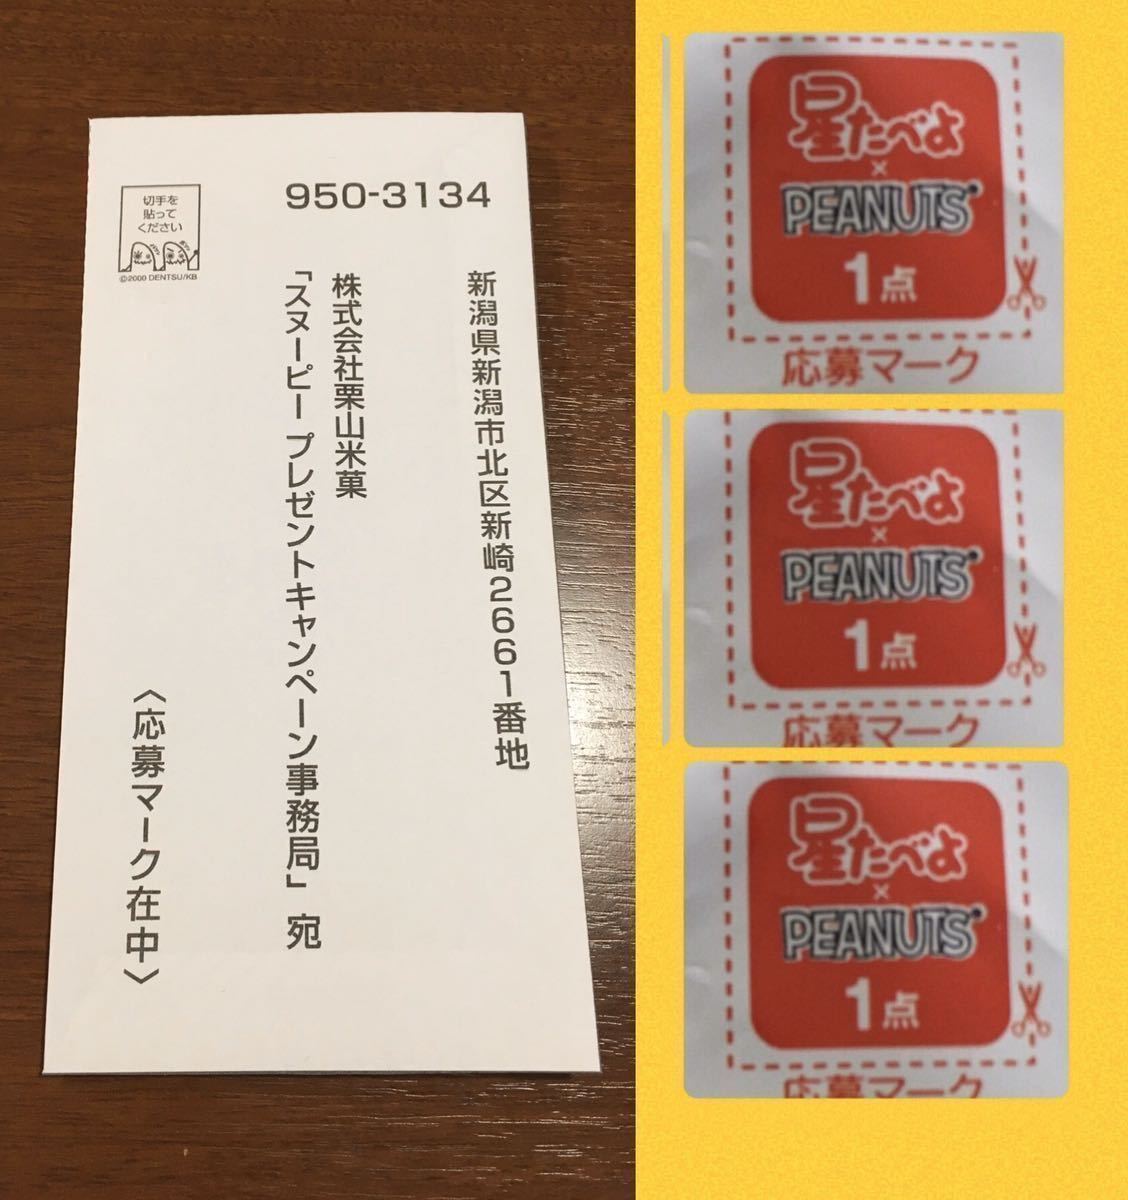 950-3134
切手を
貼って
ください
©2000 DENTSU/KB
新潟県新潟市北区新崎2661番地
株式会社栗山米菓
「スヌーピー プレゼントキャンペーン事務局」 宛
〈応募マーク在中〉
星たべよ
×
PEANUTS
1点
応募マーク
星たべよ
×
PEANUTS
1点
応募マーク
星たべよ
×
PEANUTS
1点
応募マーク